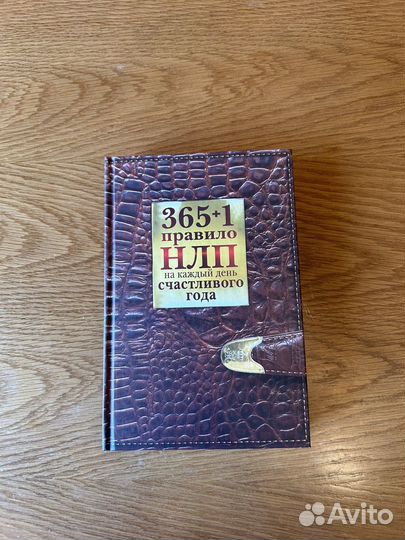 365+1
правило
НЛП
на каждый день
счастливого
года
Avito